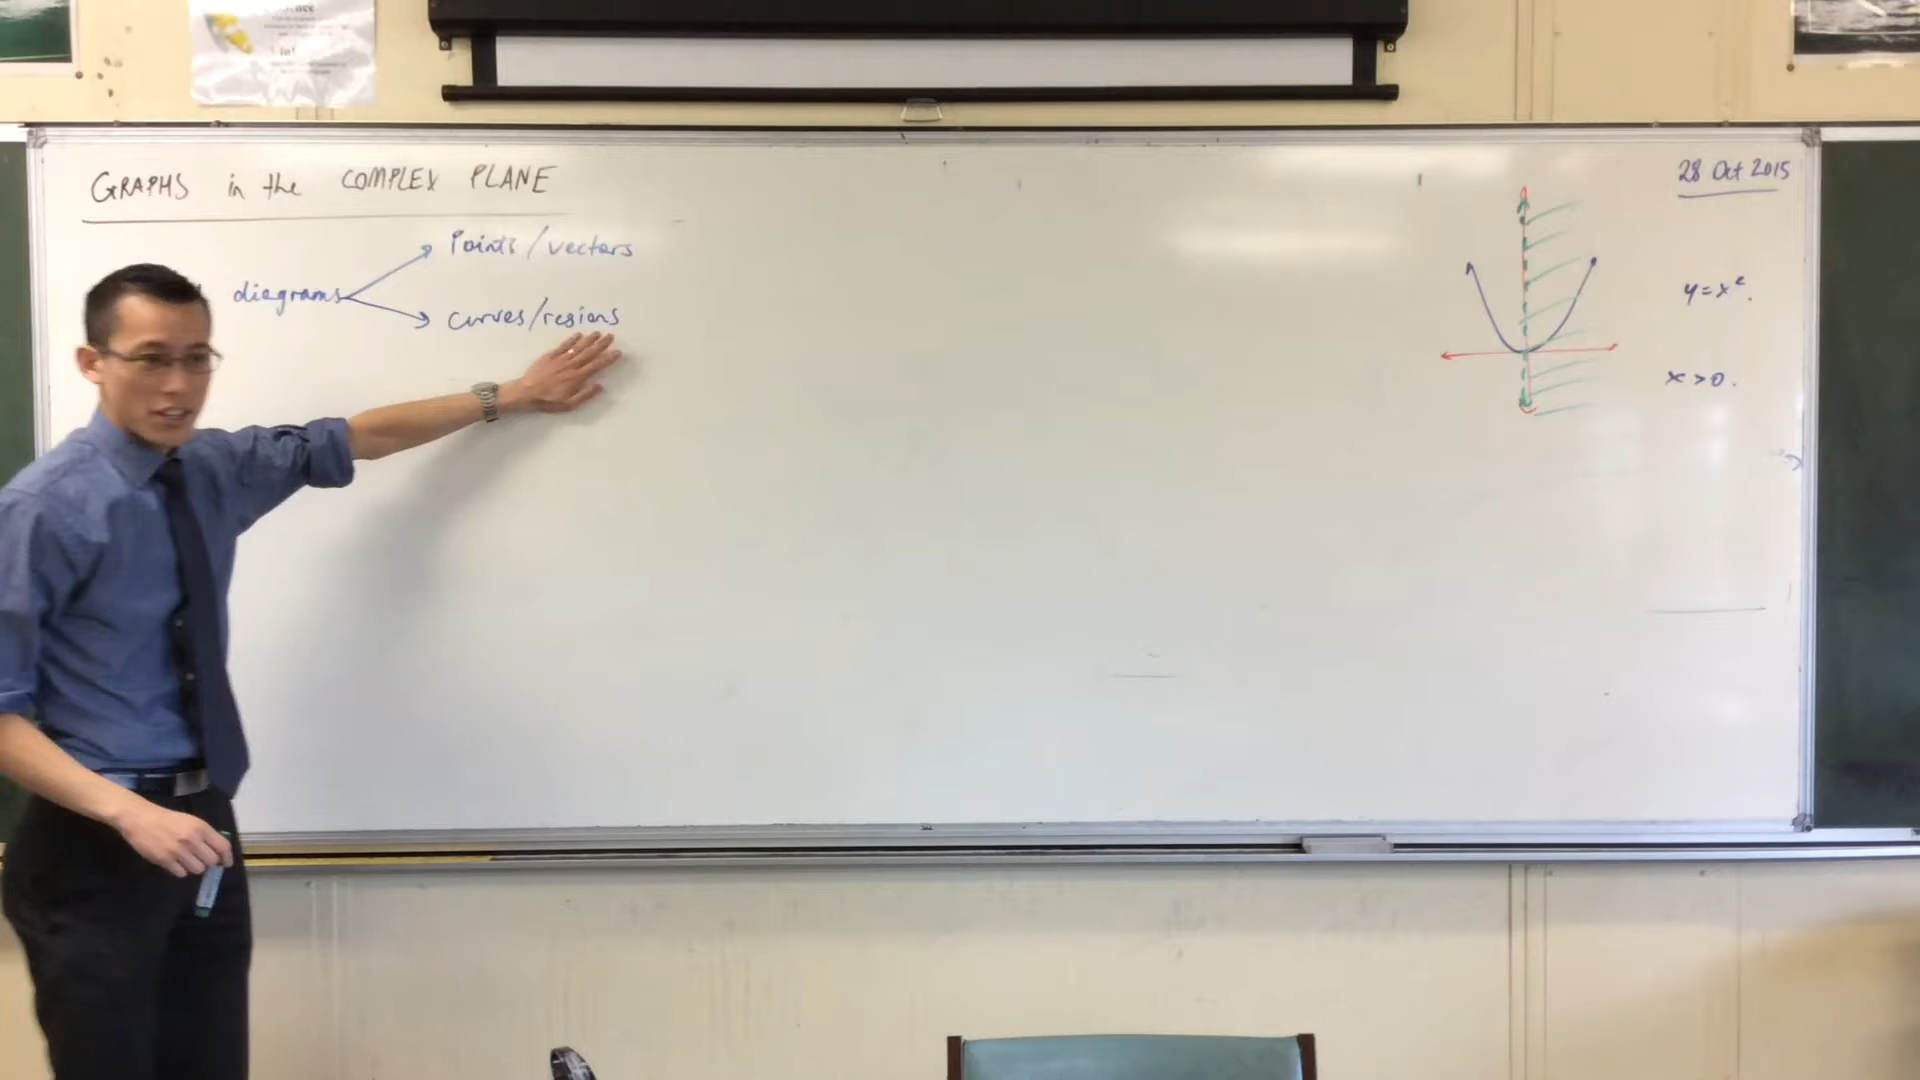 GRAPHS in the COMPLEX PLANE
28 Oct 2015
Points/vectors
diagrams
curves/regions
y=x².
x>0.